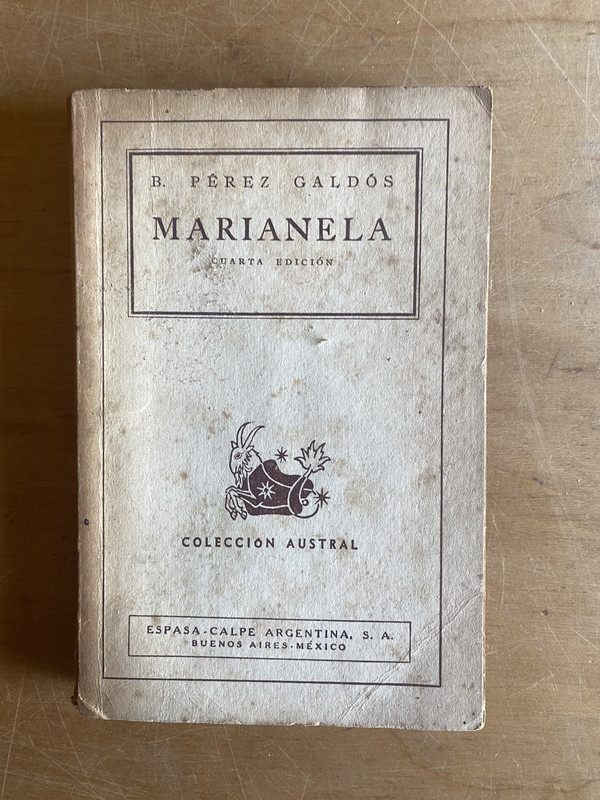 B. PÉREZ GALDÓS
MARIANELA
CUARTA EDICIÓN
COLECCIÓN AUSTRAL
ESPASA-CALPE ARGENTINA, S. A.
BUENOS AIRES-MÉXICO